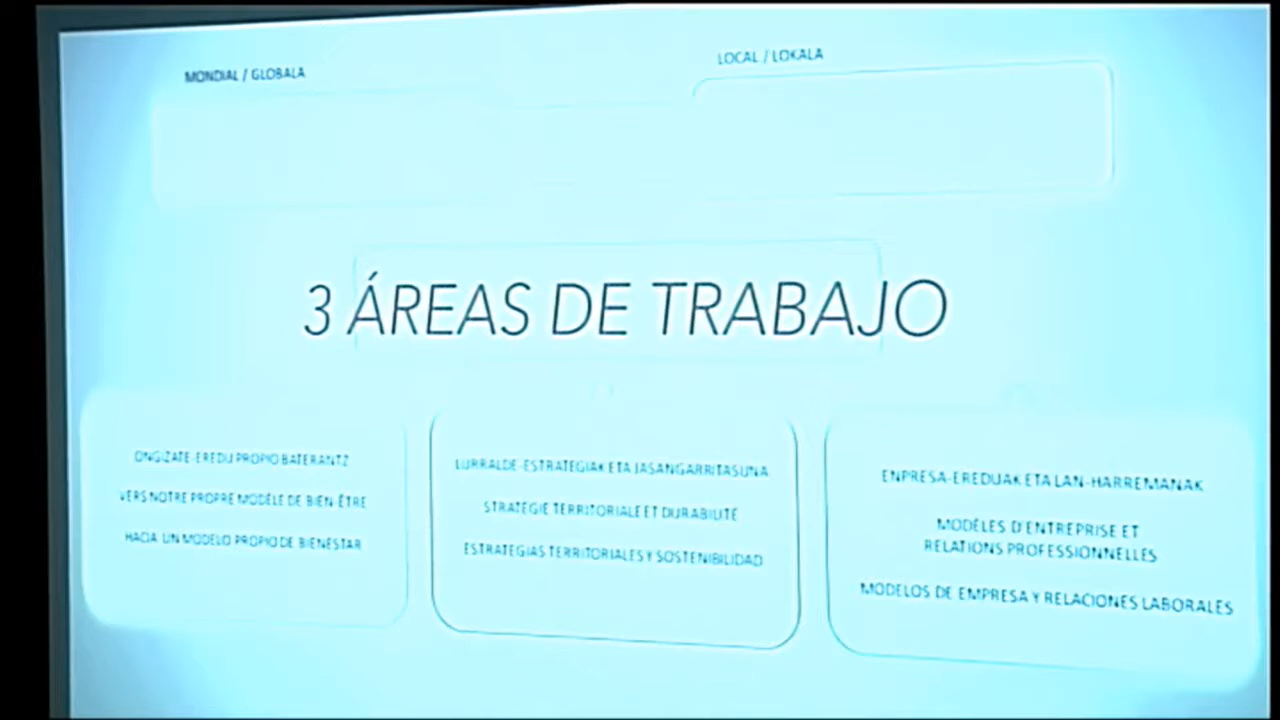 MONDIAL / GLOBALA
LOCAL / LOKALA
3 ÁREAS DE TRABAJO
ONGIZATE-EREDU PROPIO BATERANTZ
VERS NOTRE PROPRE MODÈLE DE BIEN-ÊTRE
HACIA UN MODELO PROPIO DE BIENESTAR
LURRALDE-ESTRATEGIAK ETA JASANGARRITASUNA
STRATÉGIE TERRITORIALE ET DURABILITÉ
ESTRATEGIAS TERRITORIALES Y SOSTENIBILIDAD
ENPRESA-EREDUAK ETA LAN-HARREMANAK
MODÈLES D'ENTREPRISE ET
RELATIONS PROFESSIONNELLES
MODELOS DE EMPRESA Y RELACIONES LABORALES